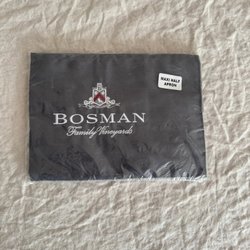 MAXI HALF
APRON
BOSMAN
Family Vineyards